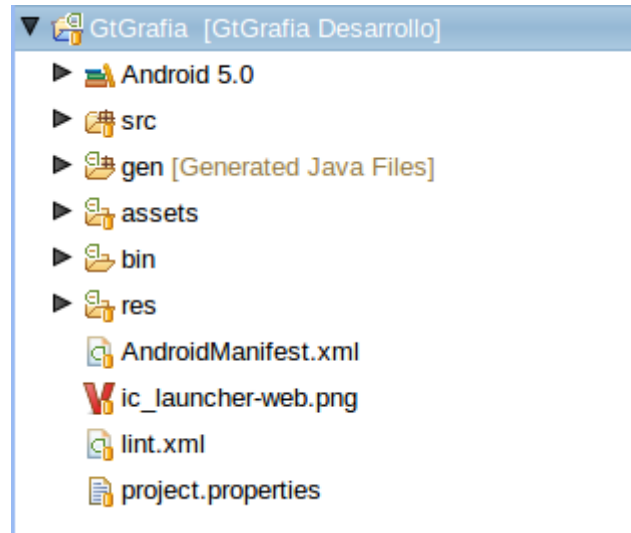 GtGrafia [GtGrafia Desarrollo]
Android 5.0
src
gen [Generated Java Files]
assets
bin
res
AndroidManifest.xml
ic_launcher-web.png
lint.xml
project.properties